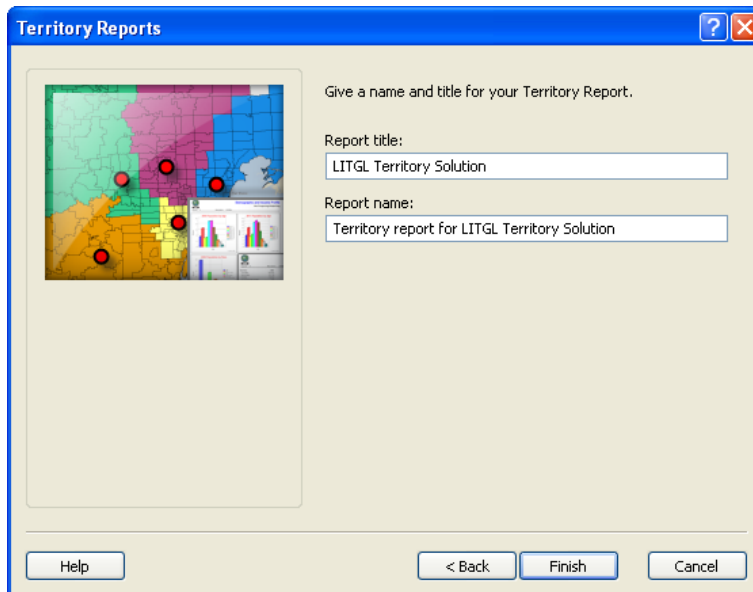 Territory Reports
Give a name and title for your Territory Report.
Report title:
LITGL Territory Solution
Report name:
Territory report for LITGL Territory Solution
Help
< Back
Finish
Cancel